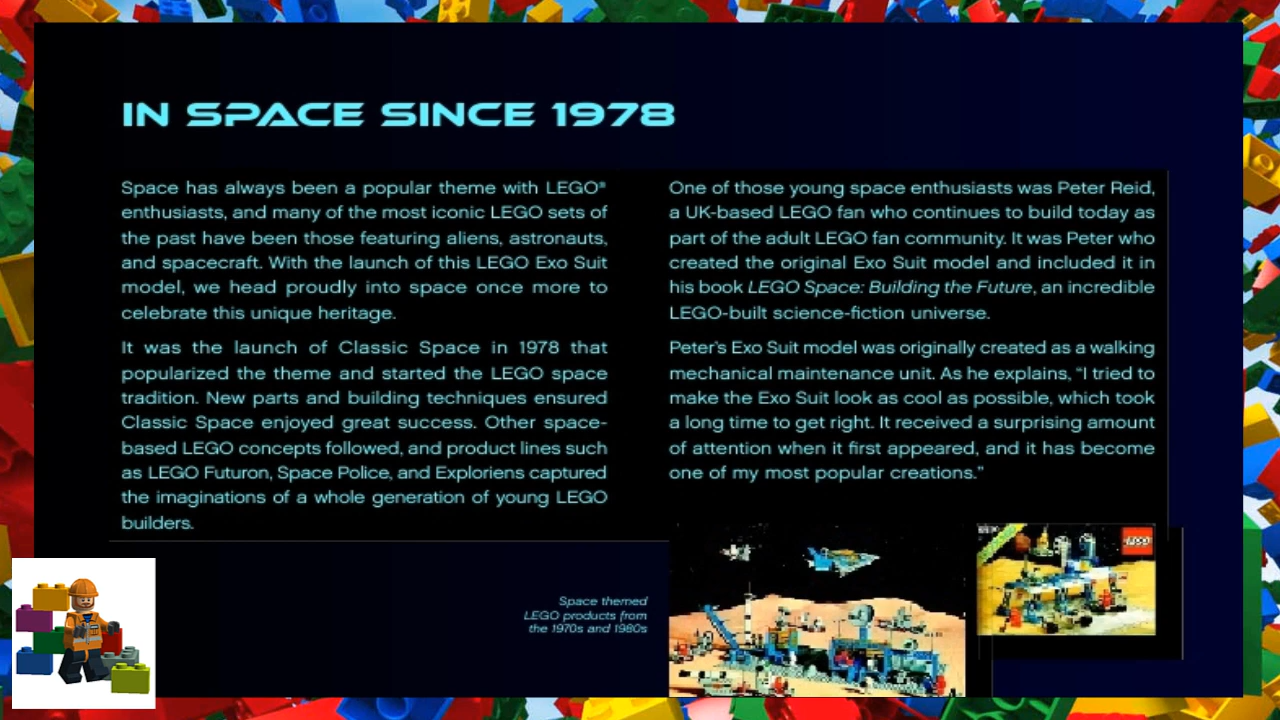 IN SPACE SINCE 1978
Space has always been a popular theme with LEGO®
enthusiasts, and many of the most iconic LEGO sets of
the past have been those featuring aliens, astronauts,
and spacecraft. With the launch of this LEGO Exo Suit
model, we head proudly into space once more to
celebrate this unique heritage.
It was the launch of Classic Space in 1978 that
popularized the theme and started the LEGO space
tradition. New parts and building techniques ensured
Classic Space enjoyed great success. Other space-
based LEGO concepts followed, and product lines such
as LEGO Futuron, Space Police, and Exploriens captured
the imaginations of a whole generation of young LEGO
builders.
One of those young space enthusiasts was Peter Reid,
a UK-based LEGO fan who continues to build today as
part of the adult LEGO fan community. It was Peter who
created the original Exo Suit model and included it in
his book LEGO Space: Building the Future, an incredible
LEGO-built science-fiction universe.
Peter's Exo Suit model was originally created as a walking
mechanical maintenance unit. As he explains, “I tried to
make the Exo Suit look as cool as possible, which took
a long time to get right. It received a surprising amount
of attention when it first appeared, and it has become
one of my most popular creations.”
Space themed
LEGO products from
the 1970s and 1980s
LEGO